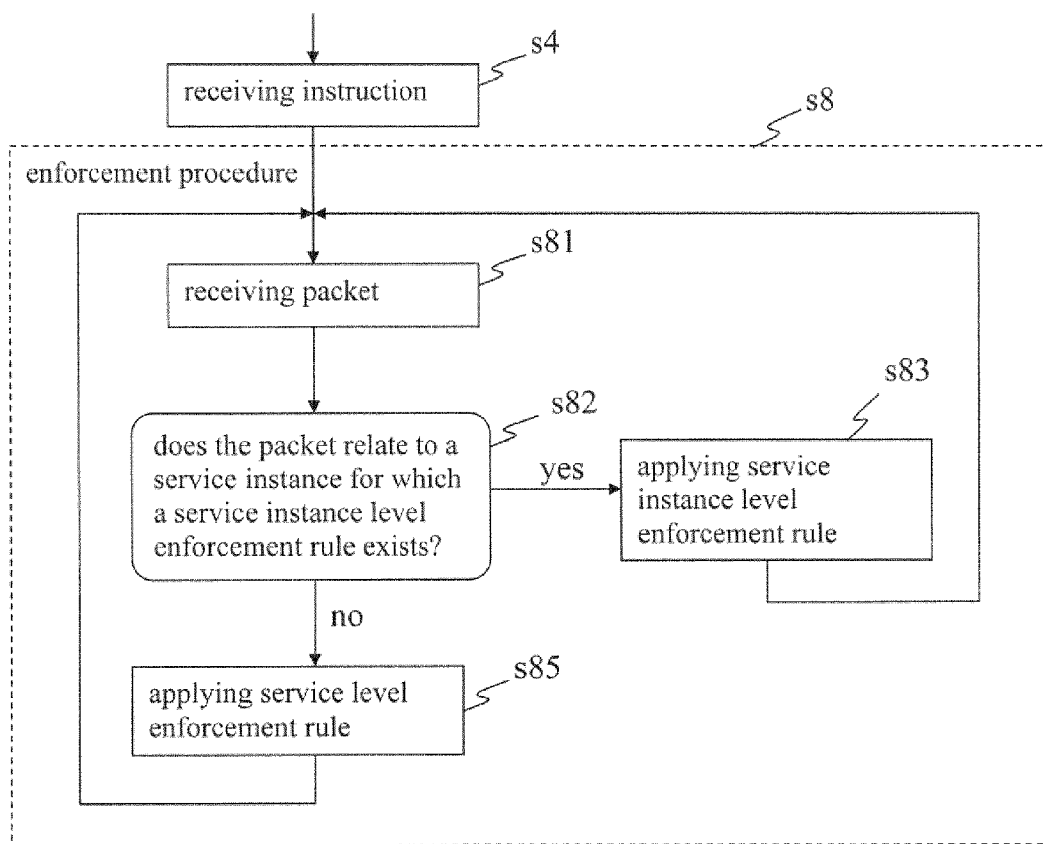 s4
receiving instruction
s8
enforcement procedure
s81
receiving packet
s82
does the packet relate to a
service instance for which
a service instance level
enforcement rule exists?
yes
s83
applying service
instance level
enforcement rule
no
s85
applying service level
enforcement rule